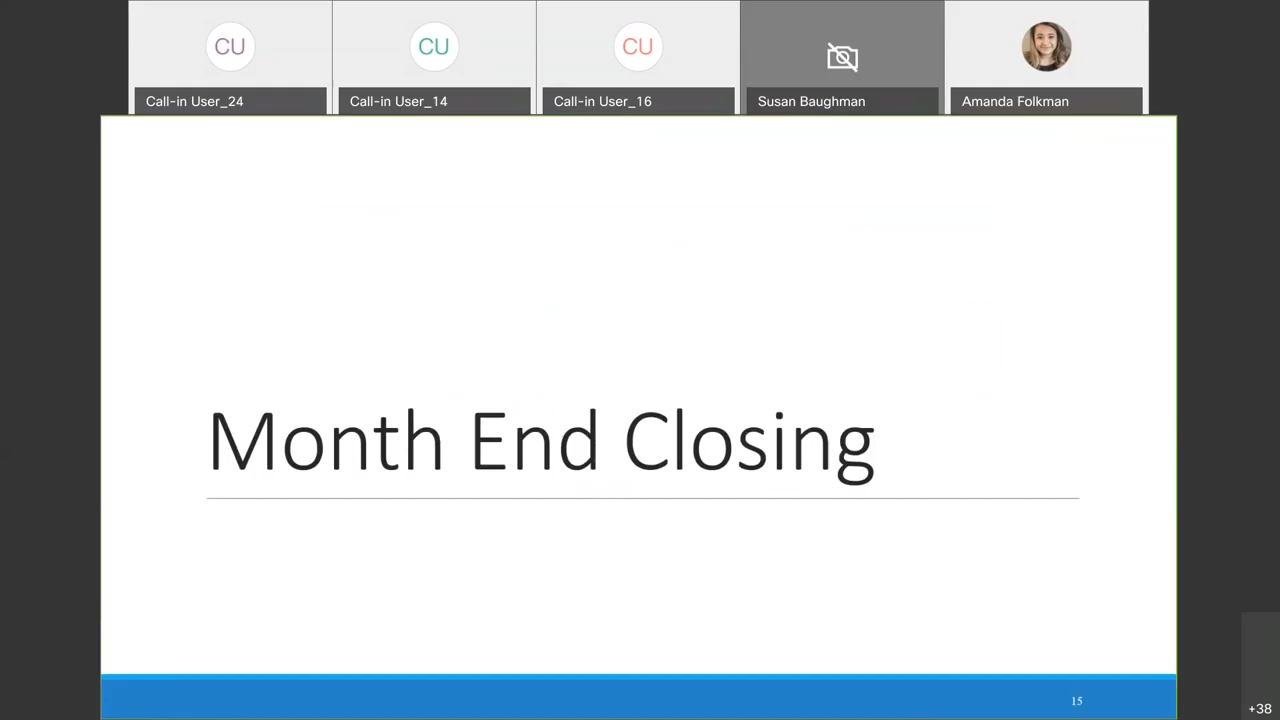 CU
CU
CU
Call-in User_24
Call-in User_14
Call-in User_16
Susan Baughman
Amanda Folkman
Month End Closing
15
+38